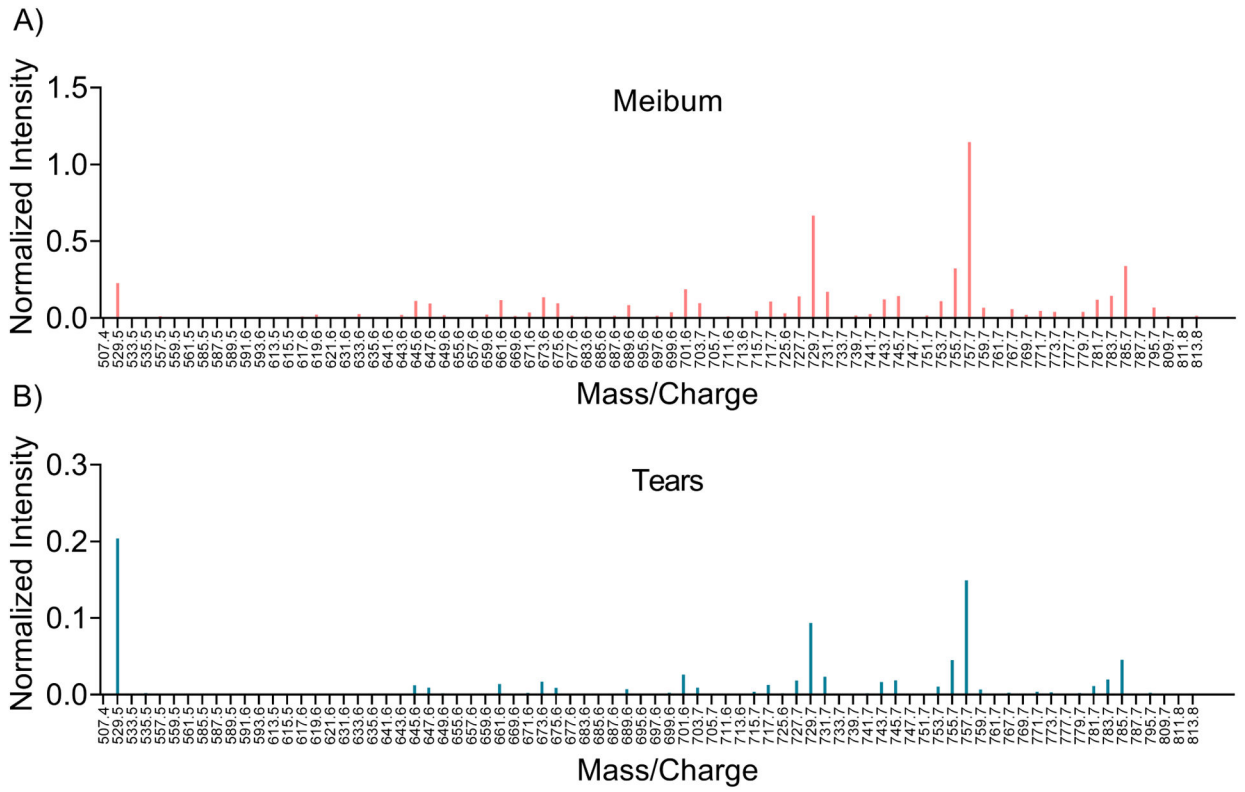 A)
Meibum
Normalized Intensity
1.5
1.0
0.5
0.0
507.4 529.5 533.5 535.5 557.5 559.5 561.5 585.5 587.5 589.5 591.6 593.6 613.5 615.5 617.6 619.6 621.6 631.6 633.6 635.6 641.6 643.6 645.6 647.6 649.6 655.6 657.6 659.6 661.6 669.6 671.6 673.6 675.6 677.6 683.6 685.6 687.6 689.6 695.6 697.6 699.6 701.6 703.7 705.7 711.6 713.6 715.7 717.7 725.6 727.7 729.7 731.7 733.7 739.7 741.7 743.7 745.7 747.7 751.7 753.7 755.7 757.7 759.7 761.7 767.7 769.7 771.7 773.7 777.7 779.7 781.7 783.7 785.7 787.7 795.7 809.7 811.8 813.8
Mass/Charge
B)
Tears
Normalized Intensity
0.3
0.2
0.1
0.0
507.4 529.5 533.5 535.5 557.5 559.5 561.5 585.5 587.5 589.5 591.6 593.6 613.5 615.5 617.6 619.6 621.6 631.6 633.6 635.6 641.6 643.6 645.6 647.6 649.6 655.6 657.6 659.6 661.6 669.6 671.6 673.6 675.6 677.6 683.6 685.6 687.6 689.6 695.6 697.6 699.6 701.6 703.7 705.7 711.6 713.6 715.7 717.7 725.6 727.7 729.7 731.7 733.7 739.7 741.7 743.7 745.7 747.7 751.7 753.7 755.7 757.7 759.7 761.7 767.7 769.7 771.7 773.7 777.7 779.7 781.7 783.7 785.7 787.7 795.7 809.7 811.8 813.8
Mass/Charge